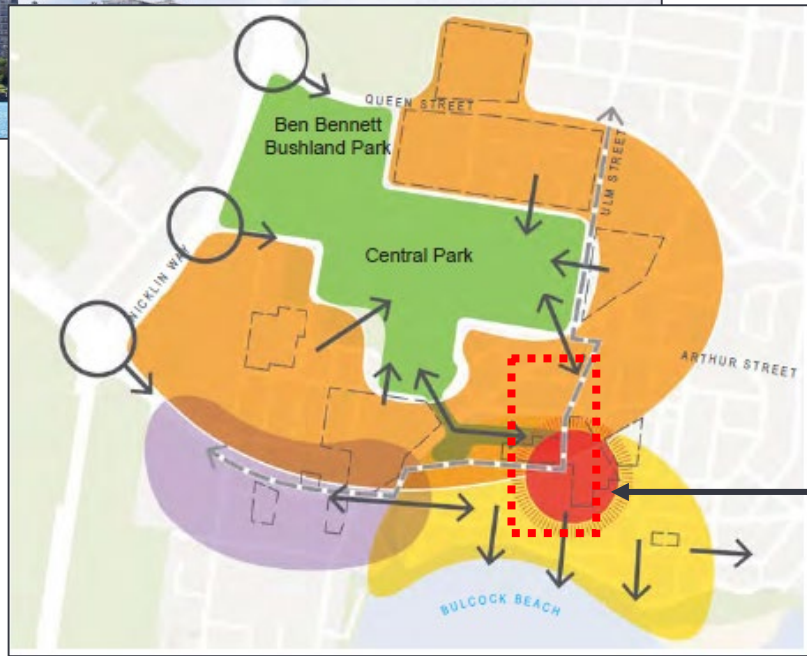 QUEEN STREET
Ben Bennett
Bushland Park
ULM STREET
Central Park
NICKLIN WAY
ARTHUR STREET
BULCOCK BEACH